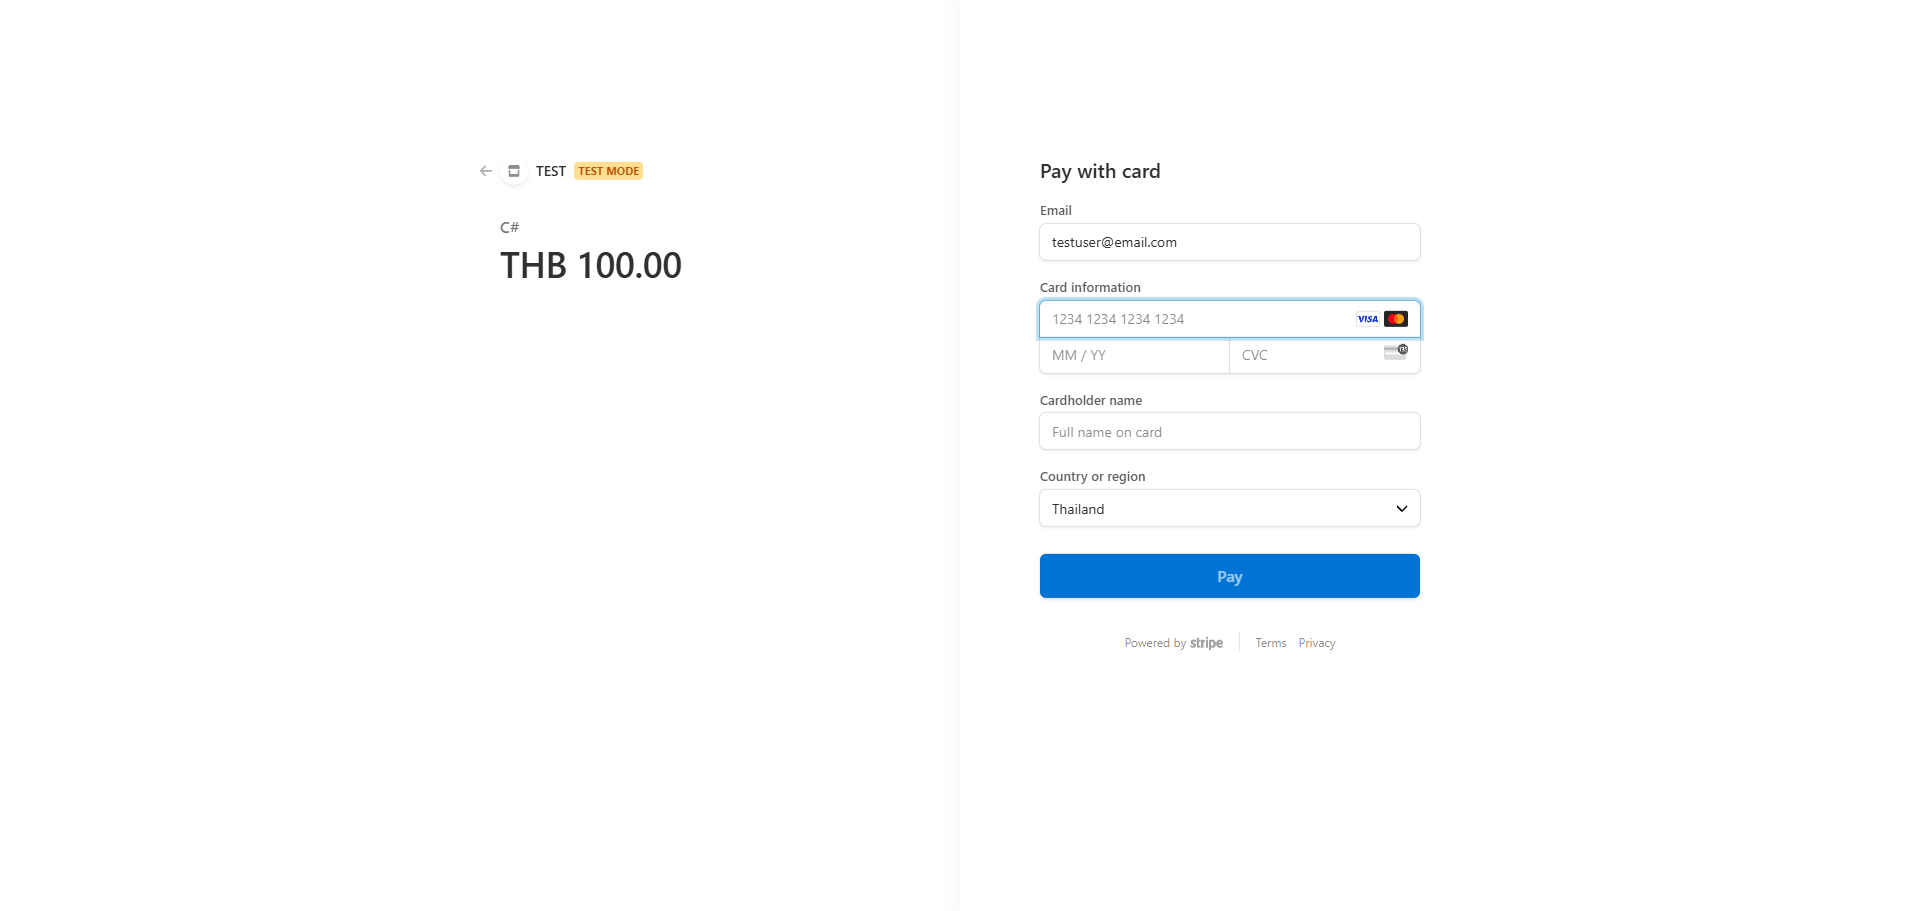 TEST TEST MODE
C#
THB 100.00
Pay with card
Email
testuser@email.com
Card information
1234 1234 1234 1234 VISA
MM / YY CVC
Cardholder name
Full name on card
Country or region
Thailand
Pay
Powered by stripe Terms Privacy